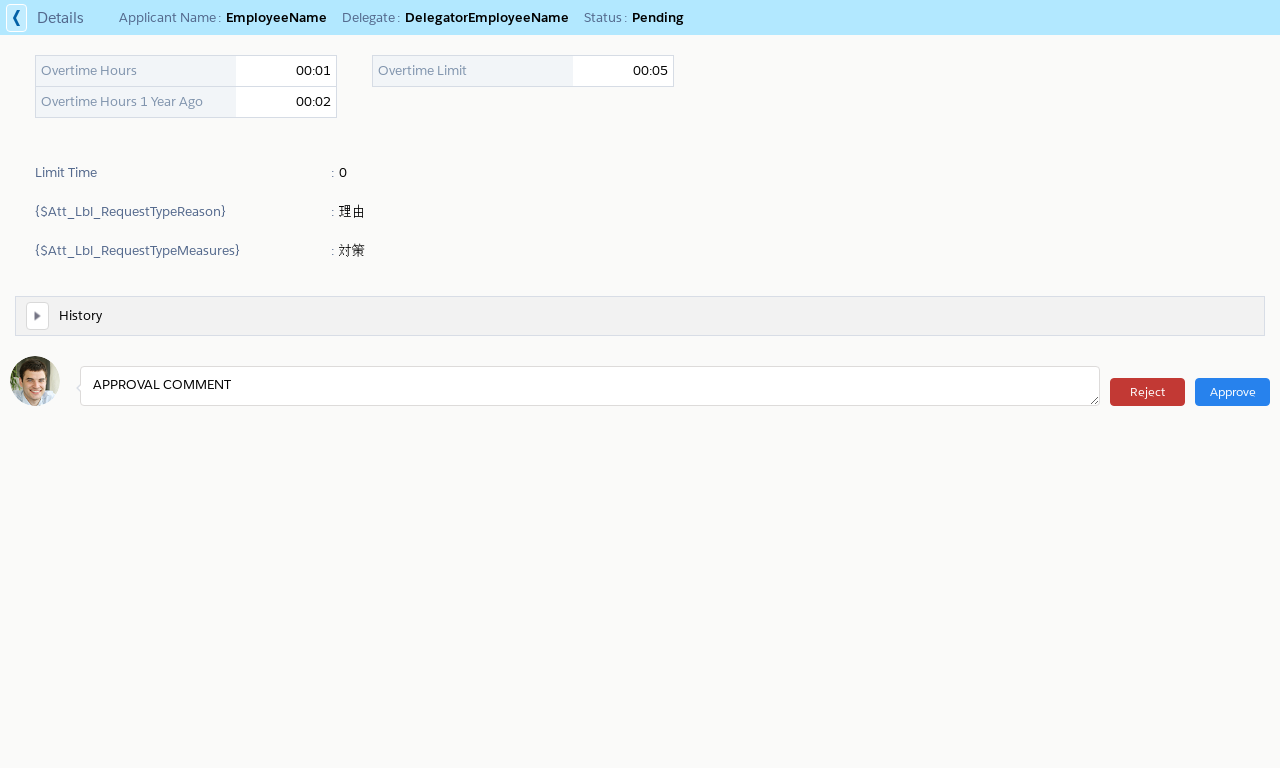 Details Applicant Name : EmployeeName Delegate : DelegatorEmployeeName Status : Pending
Overtime Hours 00:01 Overtime Limit 00:05
Overtime Hours 1 Year Ago 00:02
Limit Time : 0
{$Att_Lbl_RequestTypeReason} : 理由
{$Att_Lbl_RequestTypeMeasures} : 対策
History
APPROVAL COMMENT Reject Approve